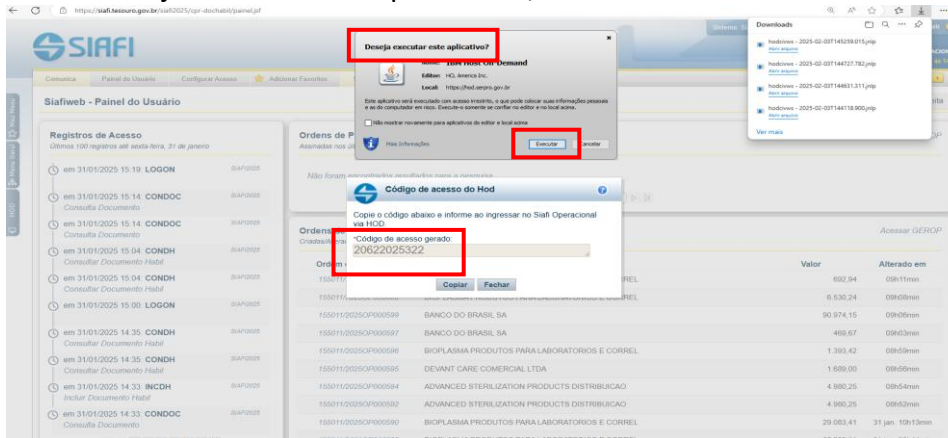 https://siafi.tesouro.gov.br/siafi2025/cpr-dochabil/painel.jsf
SIAFI
Comunica Painel do Usuário Configurar Acesso Adicionar Favoritos
Siafiweb - Painel do Usuário
Registros de Acesso
Últimos 100 registros até sexta-feira, 31 de janeiro
em 31/01/2025 15:19 LOGON SIAFI2025
em 31/01/2025 15:14 CONDOC SIAFI2025
Consulta Documento
em 31/01/2025 15:14 CONDOC SIAFI2025
Consulta Documento
em 31/01/2025 15:04 CONDH SIAFI2025
Consultar Documento Hábil
em 31/01/2025 15:04 CONDH SIAFI2025
Consultar Documento Hábil
em 31/01/2025 15:00 LOGON SIAFI2025
em 31/01/2025 14:35 CONDH SIAFI2025
Consultar Documento Hábil
em 31/01/2025 14:35 CONDH SIAFI2025
Consultar Documento Hábil
em 31/01/2025 14:33 INCDH SIAFI2025
Incluir Documento Hábil
em 31/01/2025 14:33 CONDOC SIAFI2025
Consulta Documento
HOD
Deseja executar este aplicativo?
Nome: IBM Host On-Demand
Editor: HCL America Inc.
Local: https://hod.serpro.gov.br
Este aplicativo será executado com acesso irrestrito, o que pode colocar suas informações pessoais
e as do computador em risco. Execute-o somente se confiar no editor e no local acima.
Não mostrar novamente para aplicativos do editor e local acima
Mais Informações Executar Cancelar
Downloads
hodcivws - 2025-02-03T145259.015.jnlp
Abrir arquivo
hodcivws - 2025-02-03T144727.782.jnlp
Abrir arquivo
hodcivws - 2025-02-03T144631.311.jnlp
Abrir arquivo
hodcivws - 2025-02-03T144118.900.jnlp
Abrir arquivo
Ver mais
Ordens de P
Não foram encontrados resultados para a pesquisa
Código de acesso do Hod
Copie o código abaixo e informe ao ingressar no Siafi Operacional
via HOD.
*Código de acesso gerado:
20622025322
Copiar Fechar
Acessar GEROP
Valor Alterado em
692,94 09h11min
6.630,24 09h08min
155011/2025OP000599 BANCO DO BRASIL SA 90.974,15 09h06min
155011/2025OP000597 BANCO DO BRASIL SA 469,67 09h03min
155011/2025OP000596 BIOPLASMA PRODUTOS PARA LABORATORIOS E CORREL 1.393,42 08h59min
155011/2025OP000595 DEVANT CARE COMERCIAL LTDA 1.689,00 08h56min
155011/2025OP000584 ADVANCED STERILIZATION PRODUCTS DISTRIBUICAO 4.980,25 08h54min
155011/2025OP000592 ADVANCED STERILIZATION PRODUCTS DISTRIBUICAO 4.960,25 08h52min
155011/2025OP000590 BIOPLASMA PRODUTOS PARA LABORATORIOS E CORREL 29.083,41 31 jan. 10h13min